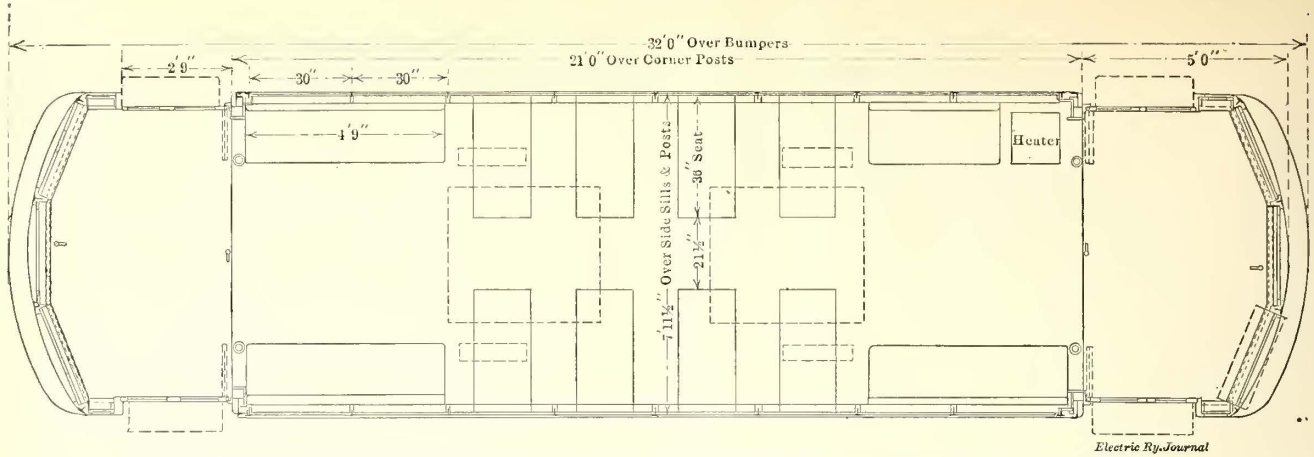 32'0" Over Bumpers
21'0" Over Corner Posts
2'9"
5'0"
30"
30"
4'9"
7'11½" Over Side Sills & Posts
36" Seat
21½"
Heater
Electric Ry. Journal